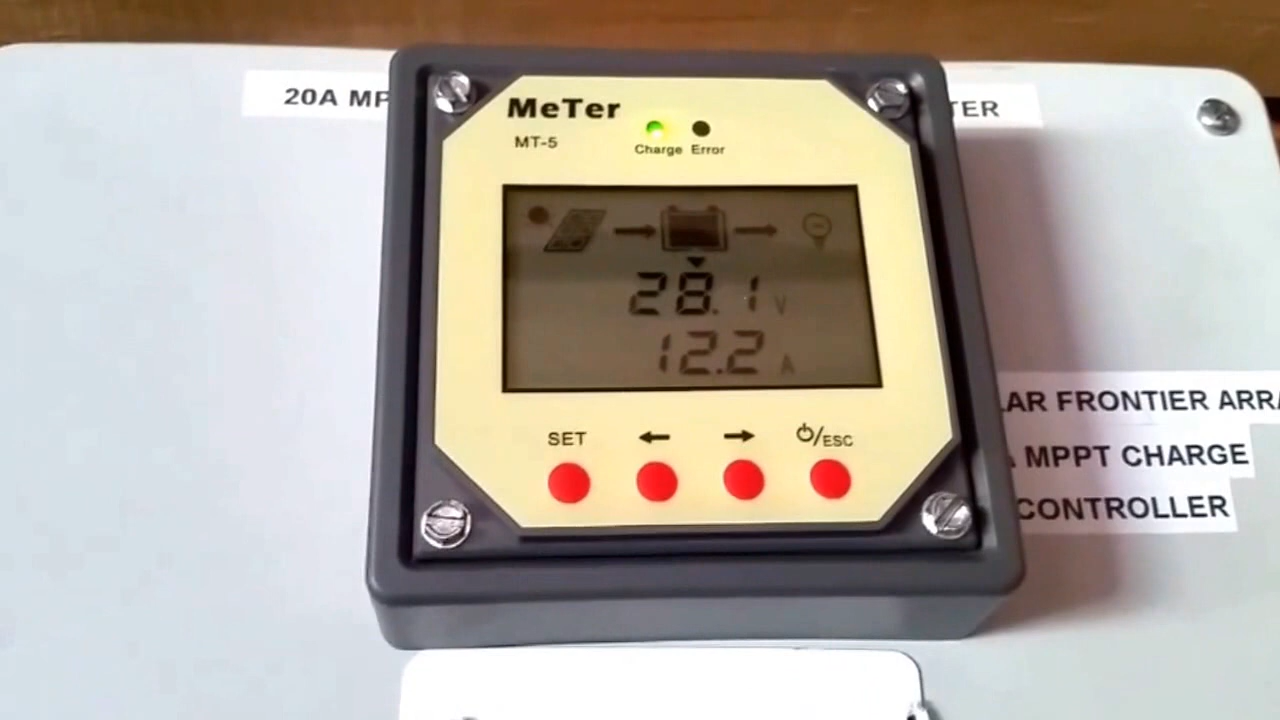 20A MP
TER
MeTer
MT-5
Charge Error
28.1 V
12.2 A
SET ← → ⏻/ESC
LAR FRONTIER ARRA
MPPT CHARGE
CONTROLLER